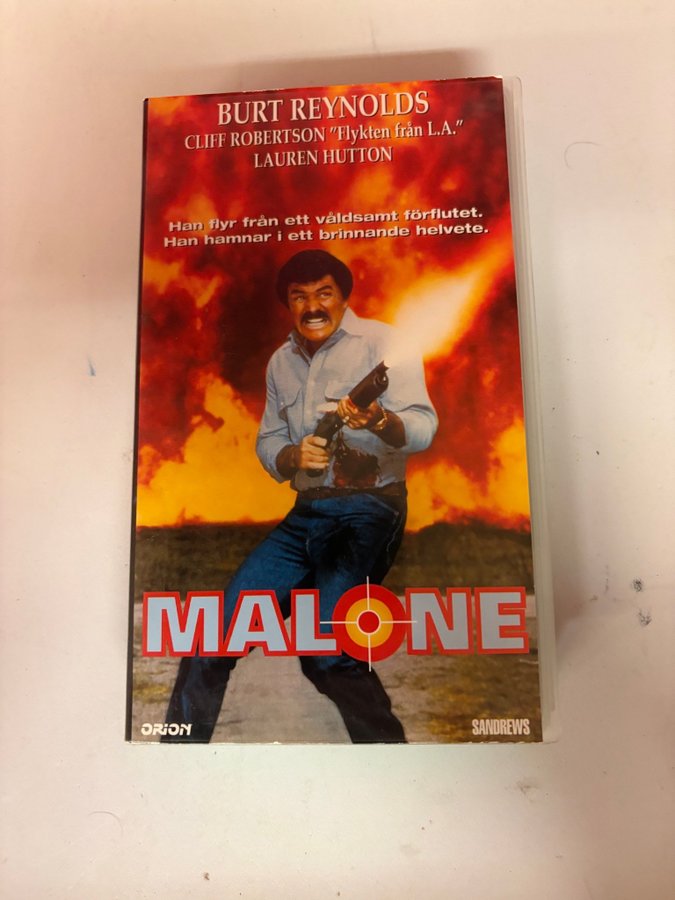 BURT REYNOLDS
CLIFF ROBERTSON "Flykten från L.A."
LAUREN HUTTON
Han flyr från ett våldsamt förflutet.
Han hamnar i ett brinnande helvete.
MALONE
ORION
SANDREWS